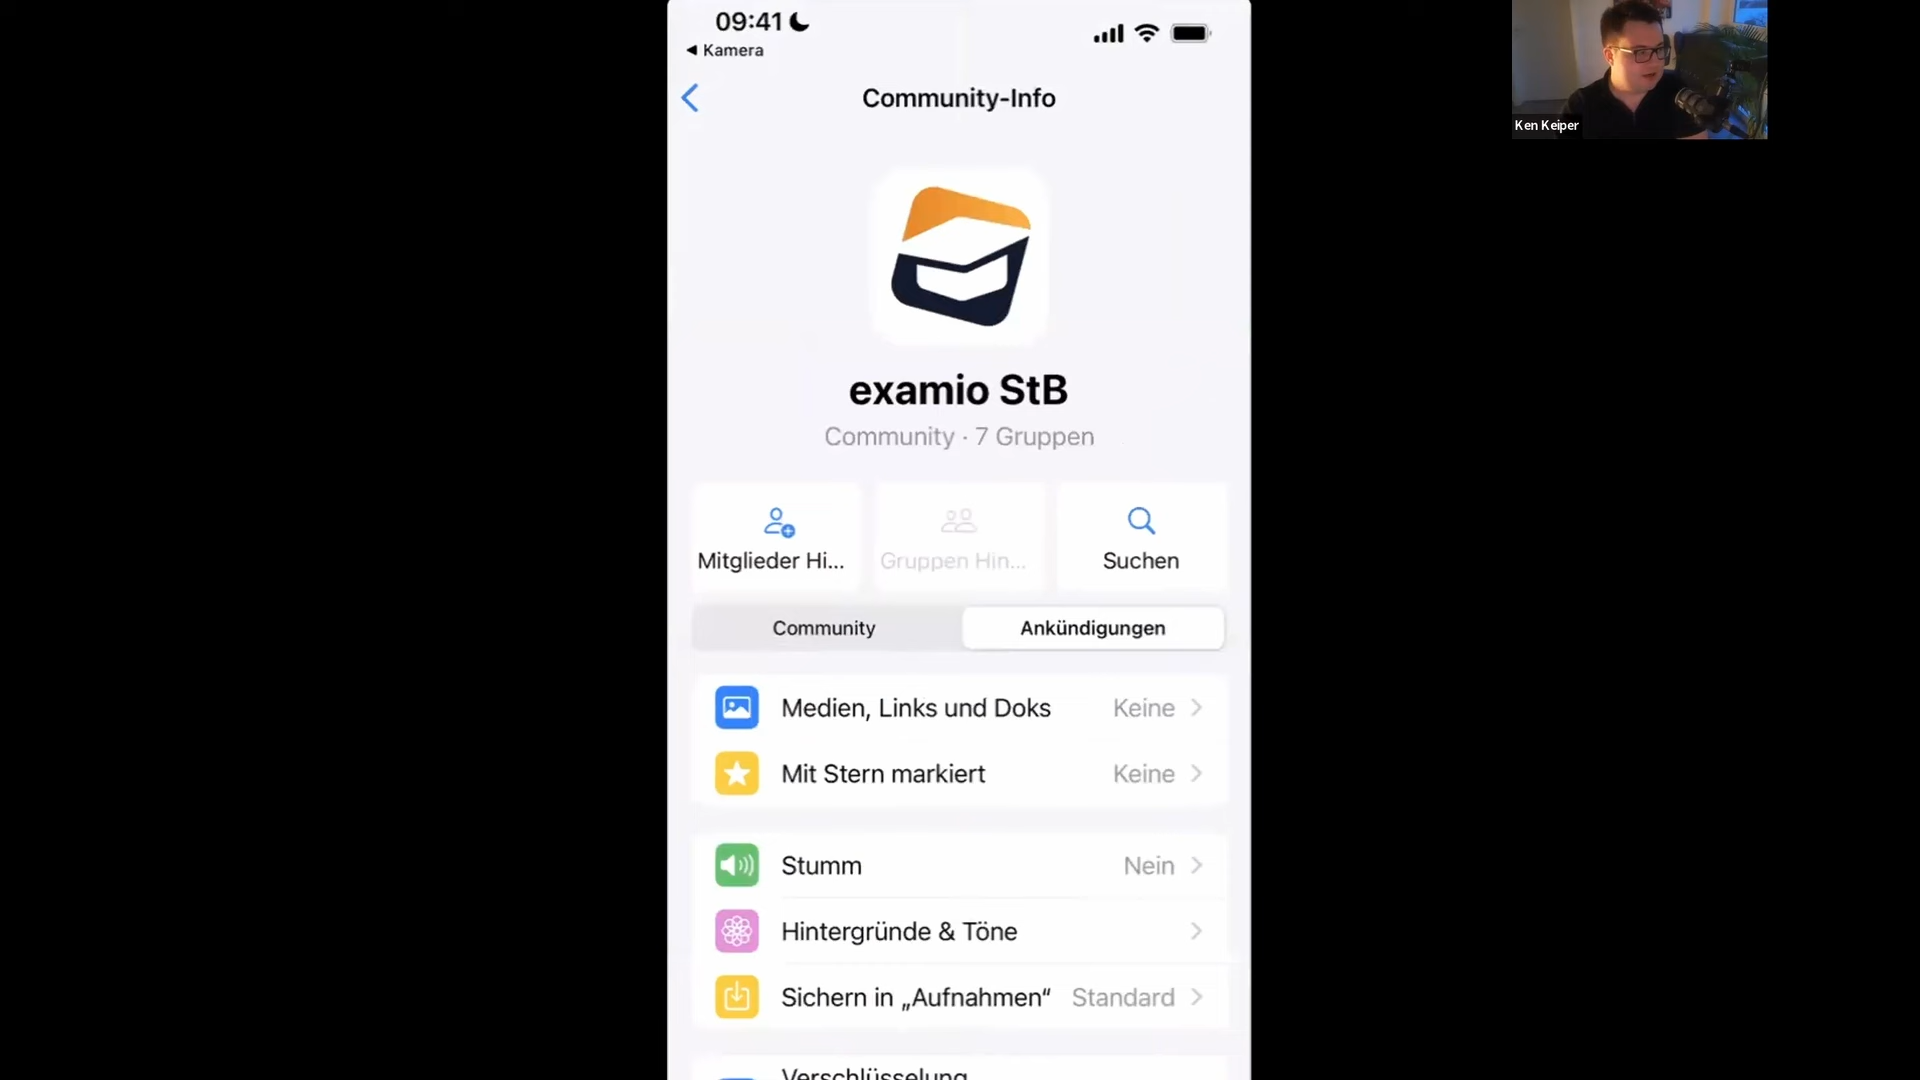 09:41
◀ Kamera
Ken Keiper
Community-Info
examio StB
Community · 7 Gruppen
Mitglieder Hi...
Gruppen Hin...
Suchen
Community
Ankündigungen
Medien, Links und Doks Keine
Mit Stern markiert Keine
Stumm Nein
Hintergründe & Töne
Sichern in „Aufnahmen“ Standard
Verschlüsselung